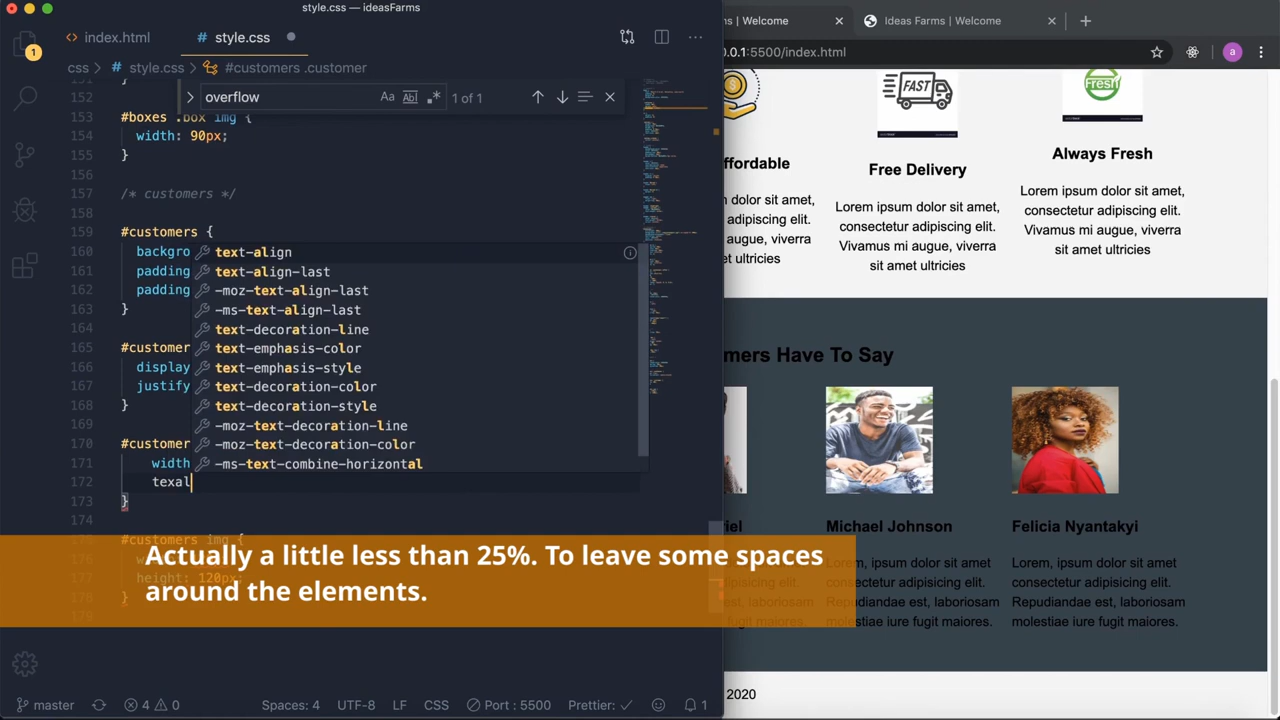 style.css — ideasFarms
index.html
style.css
css > style.css > #customers .customer
overflow
1 of 1
152
153 #boxes .box img {
154 width: 90px;
155 }
156
157 /* customers */
158
159 #customers {
160 backgro
161 padding
162 padding
163 }
164
165 #customer
166 display
167 justify
168 }
169
170 #customer
171 width
172 texal
173 }
174
text-align
text-align-last
-moz-text-align-last
-ms-text-align-last
text-decoration-line
text-emphasis-color
text-emphasis-style
text-decoration-color
text-decoration-style
-moz-text-decoration-line
-moz-text-decoration-color
-ms-text-combine-horizontal
#customers img {
height: 120px;
Actually a little less than 25%. To leave some spaces
around the elements.
master
4
0
Spaces: 4
UTF-8
LF
CSS
Port : 5500
Prettier:
1
ms | Welcome
Ideas Farms | Welcome
0.1:5500/index.html
a
FAST
Fresh
ffordable
m dolor sit amet,
adipiscing elit.
augue, viverra
et ultricies
Free Delivery
Lorem ipsum dolor sit amet,
consectetur adipiscing elit.
Vivamus mi augue, viverra
sit amet ultricies
Always Fresh
Lorem ipsum dolor sit amet,
consectetur adipiscing elit.
Vivamus mi augue, viverra
sit amet ultricies
mers Have To Say
riel
Michael Johnson
Lorem, ipsum dolor sit amet
consectetur adipisicing elit.
Repudiandae est, laboriosam
molestiae iure fugit maiores.
Felicia Nyantakyi
Lorem, ipsum dolor sit amet
consectetur adipisicing elit.
Repudiandae est, laboriosam
molestiae iure fugit maiores.
2020